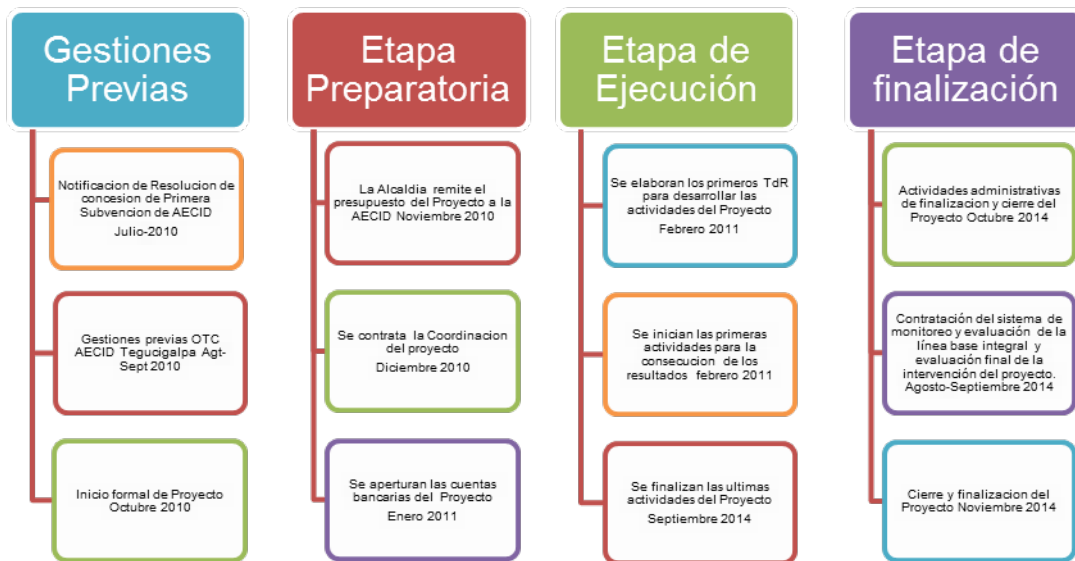 Gestiones
Previas
Notificacion de Resolucion de
concesion de Primera
Subvencion de AECID
Julio-2010
Gestiones previas OTC
AECID Tegucigalpa Agt-
Sept 2010
Inicio formal de Proyecto
Octubre 2010
Etapa
Preparatoria
La Alcaldia remite el
presupuesto del Proyecto a la
AECID Noviembre 2010
Se contrata la Coordinacion
del proyecto
Diciembre 2010
Se aperturan las cuentas
bancarias del Proyecto
Enero 2011
Etapa de
Ejecución
Se elaboran los primeros TdR
para desarrollar las
actividades del Proyecto
Febrero 2011
Se inician las primeras
actividades para la
consecucion de los
resultados febrero 2011
Se finalizan las ultimas
actividades del Proyecto
Septiembre 2014
Etapa de
finalización
Actividades administrativas
de finalizacion y cierre del
Proyecto Octubre 2014
Contratación del sistema de
monitoreo y evaluación de la
línea base integral y
evaluación final de la
intervención del proyecto.
Agosto-Septiembre 2014
Cierre y finalizacion del
Proyecto Noviembre 2014